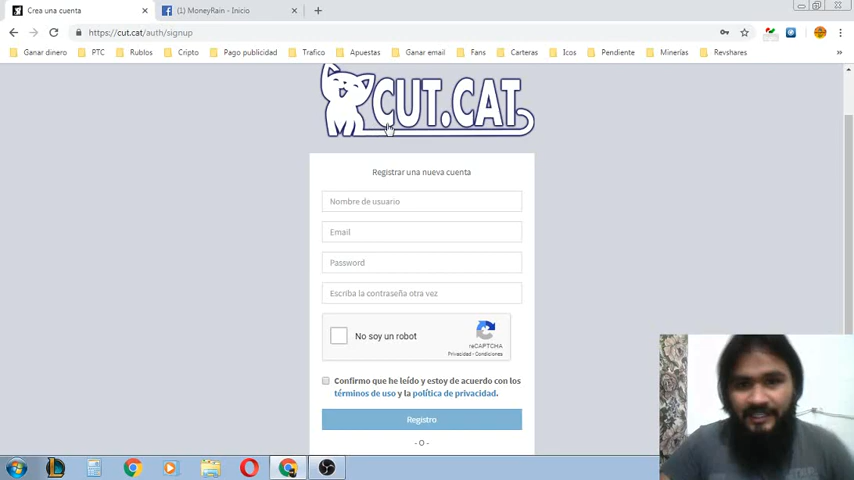 Crea una cuenta
(1) MoneyRain - Inicio
https://cut.cat/auth/signup
Ganar dinero
PTC
Rublos
Cripto
Pago publicidad
Trafico
Apuestas
Ganar email
Fans
Carteras
Icos
Pendiente
Minerías
Revshares
CUT.CAT
Registrar una nueva cuenta
Nombre de usuario
Email
Password
Escriba la contraseña otra vez
No soy un robot
reCAPTCHA
Privacidad - Condiciones
Confirmo que he leído y estoy de acuerdo con los
términos de uso y la política de privacidad.
Registro
- O -